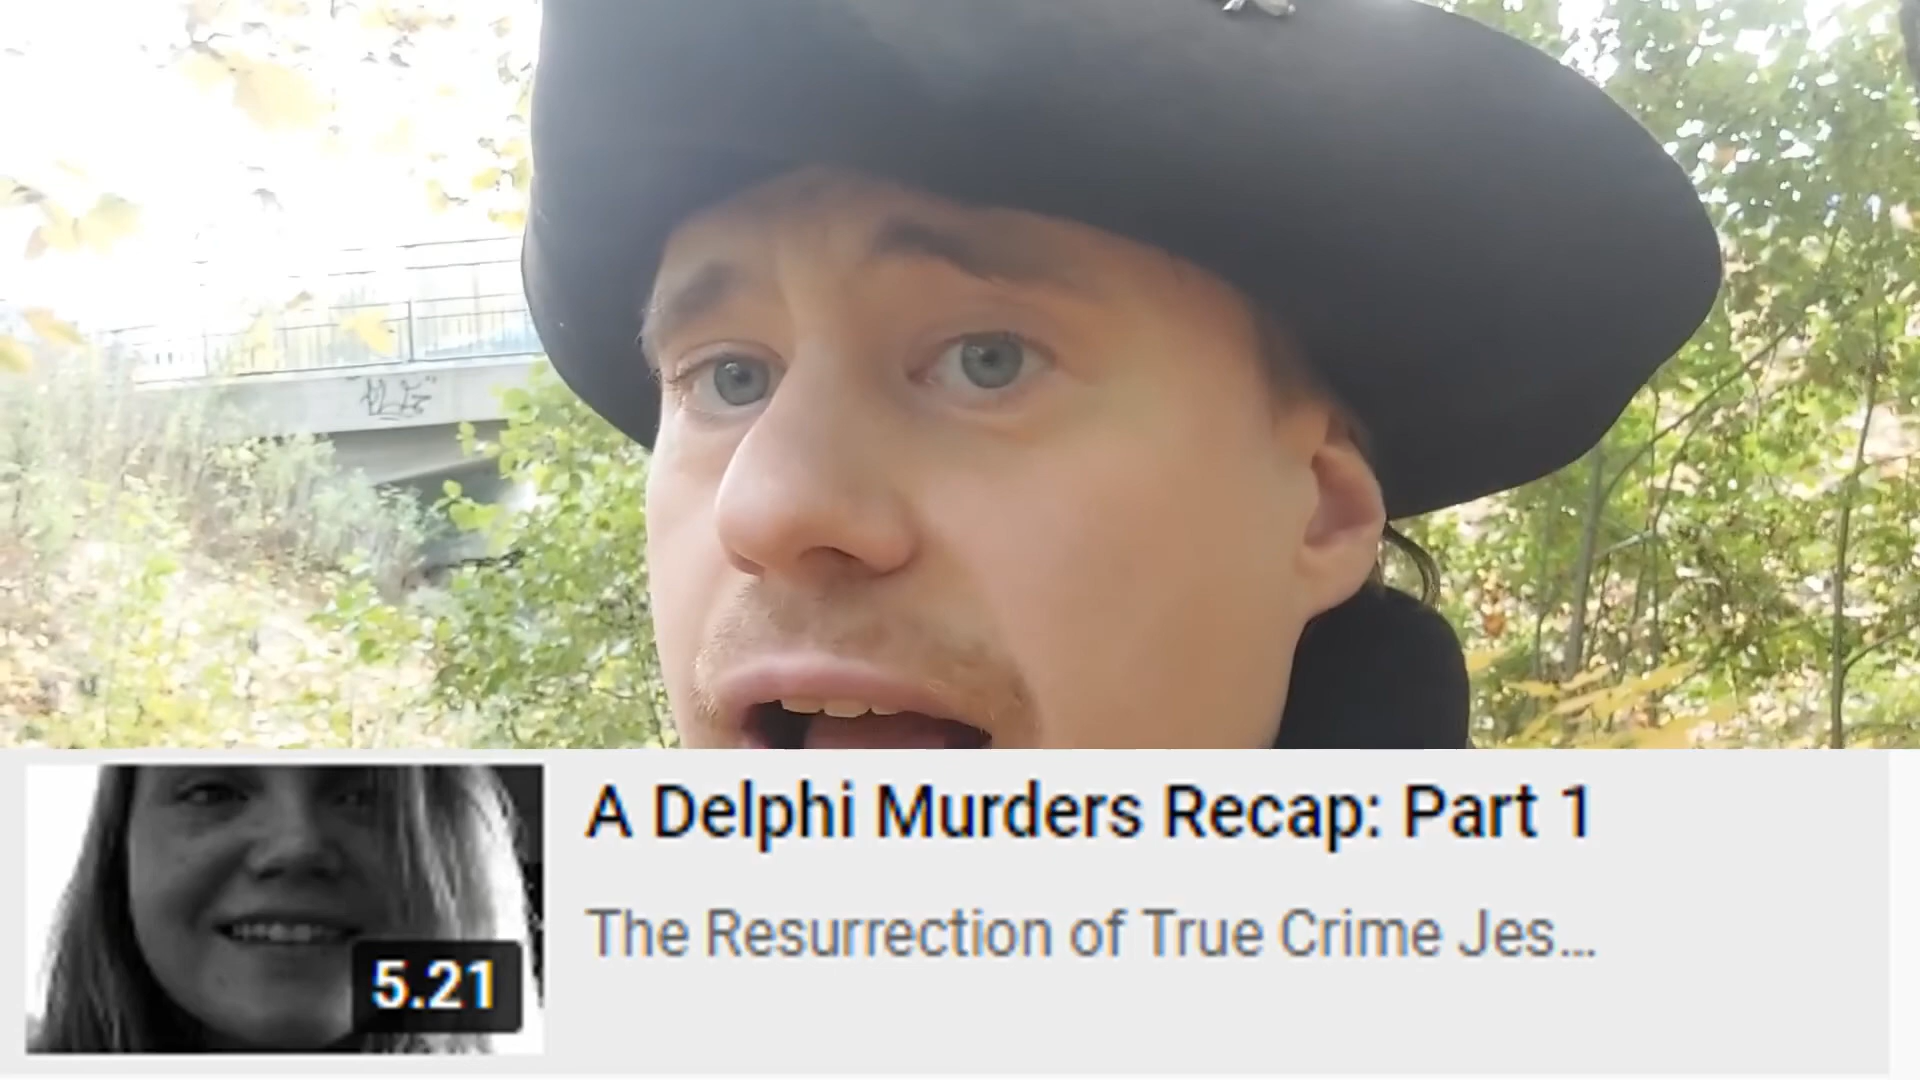 A Delphi Murders Recap: Part 1
The Resurrection of True Crime Jes...
5.21